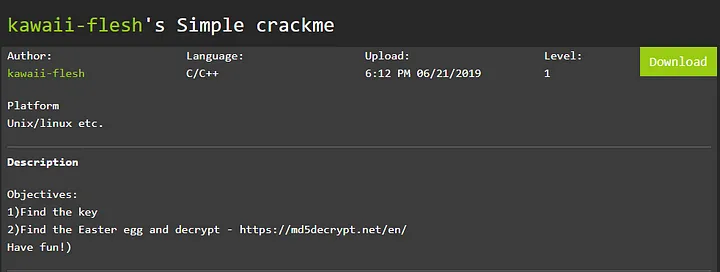 kawaii-flesh's Simple crackme
Author: Language: Upload: Level:
Download
kawaii-flesh C/C++ 6:12 PM 06/21/2019 1
Platform
Unix/linux etc.
Description
Objectives:
1)Find the key
2)Find the Easter egg and decrypt - https://md5decrypt.net/en/
Have fun!)